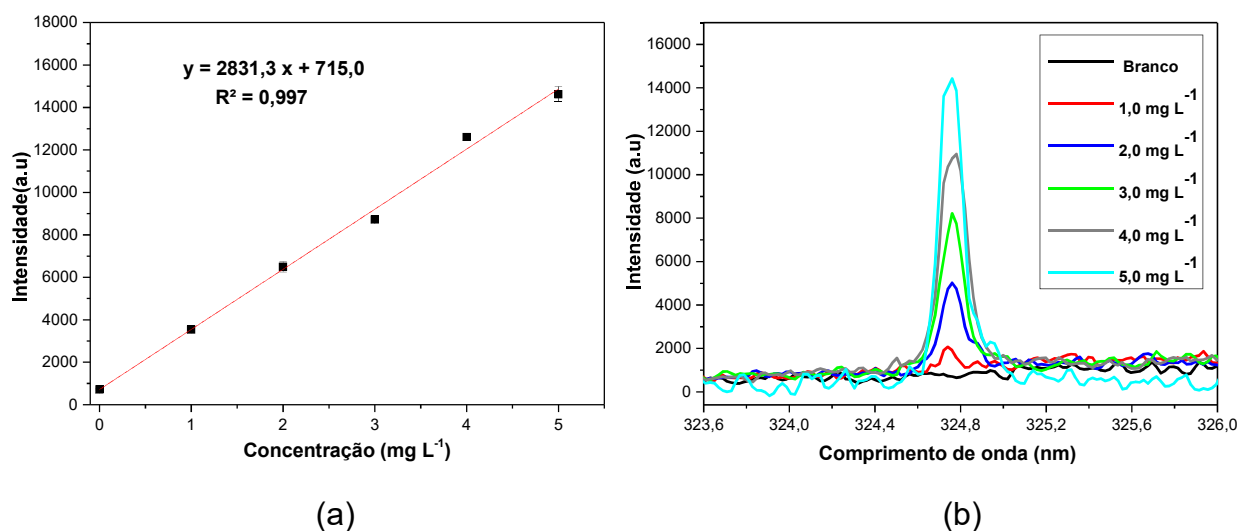 18000
16000
14000
12000
10000
8000
6000
4000
2000
0
Intensidade(a.u)
y = 2831,3 x + 715,0
R² = 0,997
0 1 2 3 4 5
Concentração (mg L⁻¹)
(a)
16000
14000
12000
10000
8000
6000
4000
2000
0
Intensidade (a.u)
Branco
1,0 mg L⁻¹
2,0 mg L⁻¹
3,0 mg L⁻¹
4,0 mg L⁻¹
5,0 mg L⁻¹
323,6 324,0 324,4 324,8 325,2 325,6 326,0
Comprimento de onda (nm)
(b)